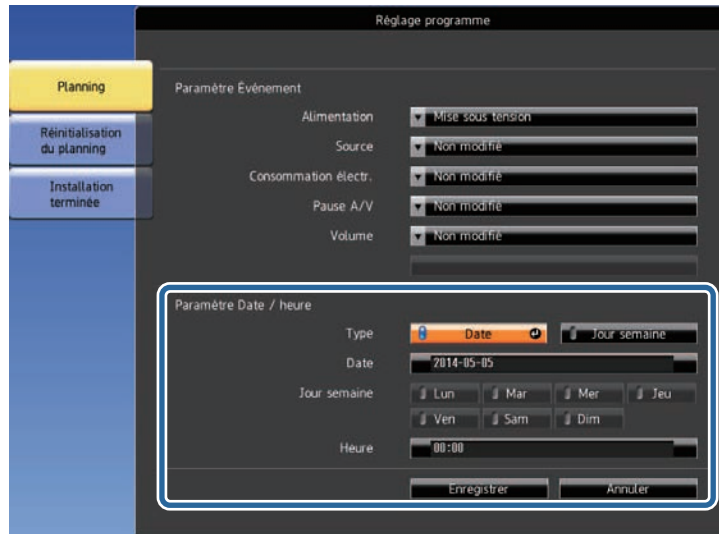 Réglage programme
Planning
Réinitialisation
du planning
Installation
terminée
Paramètre Événement
Alimentation Mise sous tension
Source Non modifié
Consommation électr. Non modifié
Pause A/V Non modifié
Volume Non modifié
Paramètre Date / heure
Type Date Jour semaine
Date 2014-05-05
Jour semaine Lun Mar Mer Jeu
Ven Sam Dim
Heure 00:00
Enregistrer Annuler